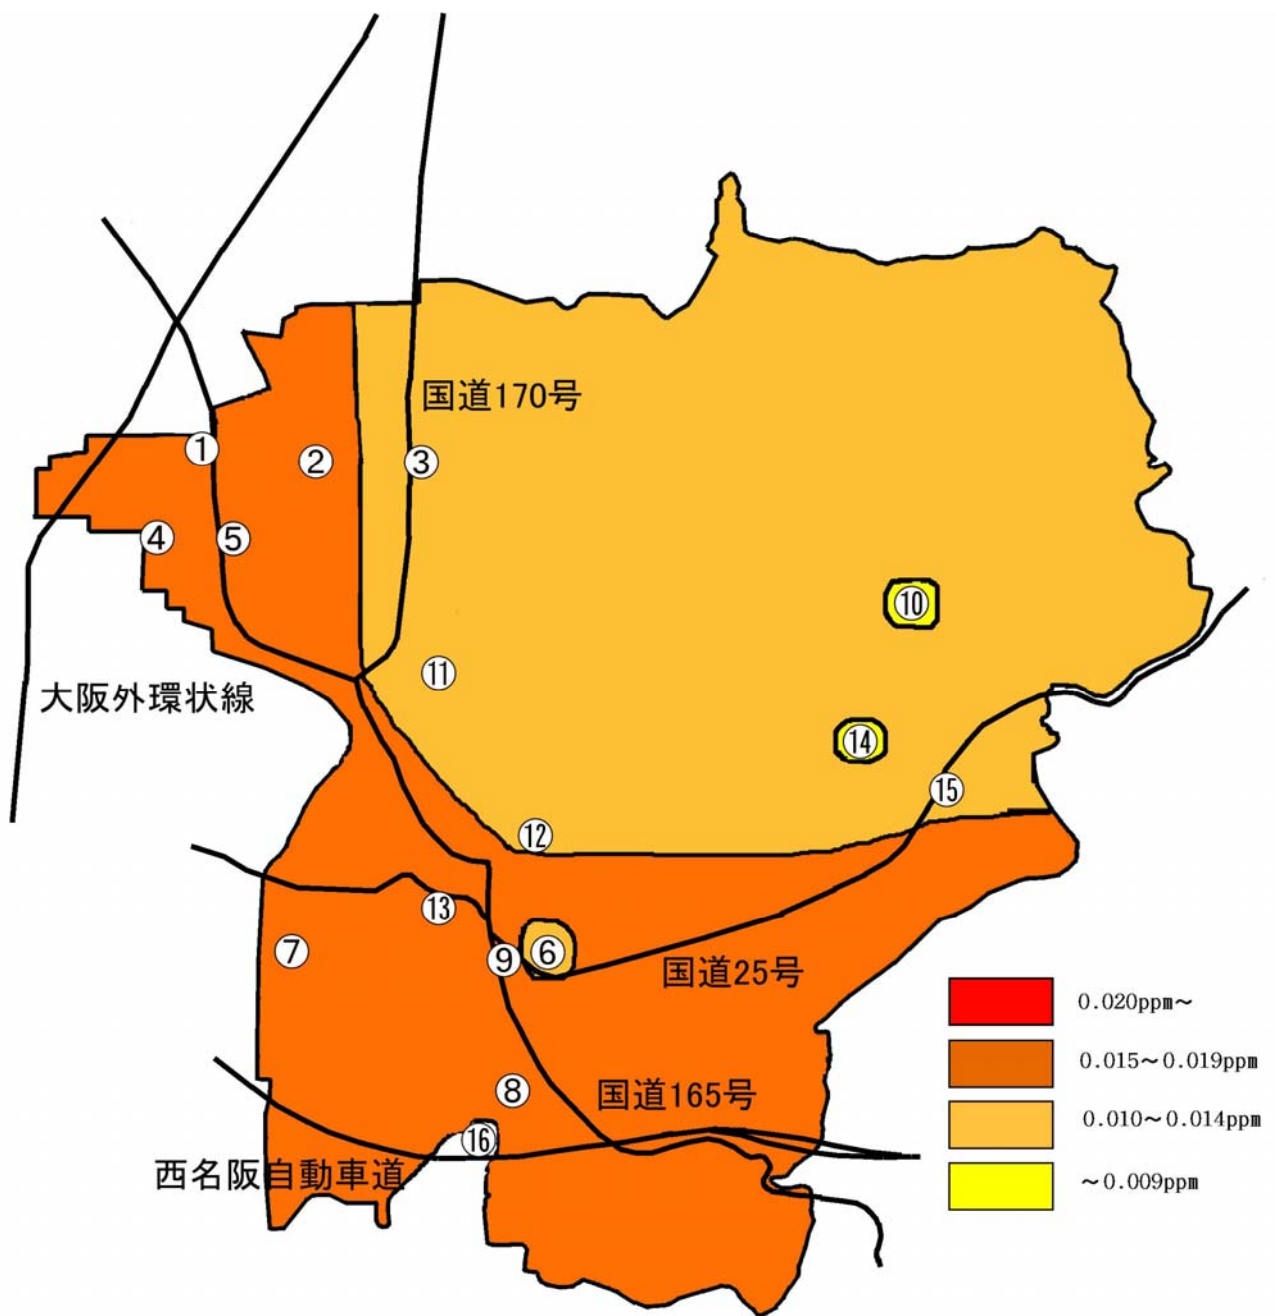 国道170号
①
②
③
④
⑤
⑩
⑪
大阪外環状線
⑭
⑮
⑫
⑬
⑦
⑨
⑥
国道25号
0.020ppm～
0.015～0.019ppm
⑧
国道165号
0.010～0.014ppm
⑯
西名阪自動車道
～0.009ppm